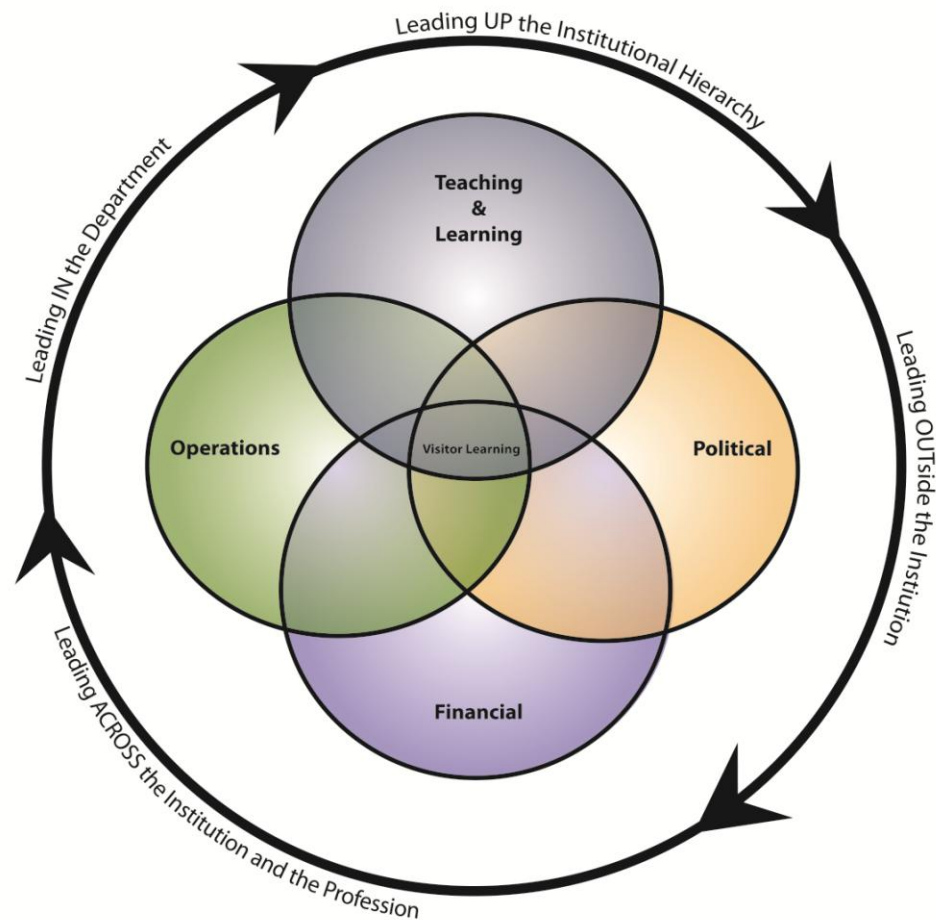 Leading UP the Institutional Hierarchy
Leading IN the Department
Teaching
&
Learning
Operations
Visitor Learning
Political
Leading OUTside the Instiution
Financial
Leading ACROSS the Institution and the Profession